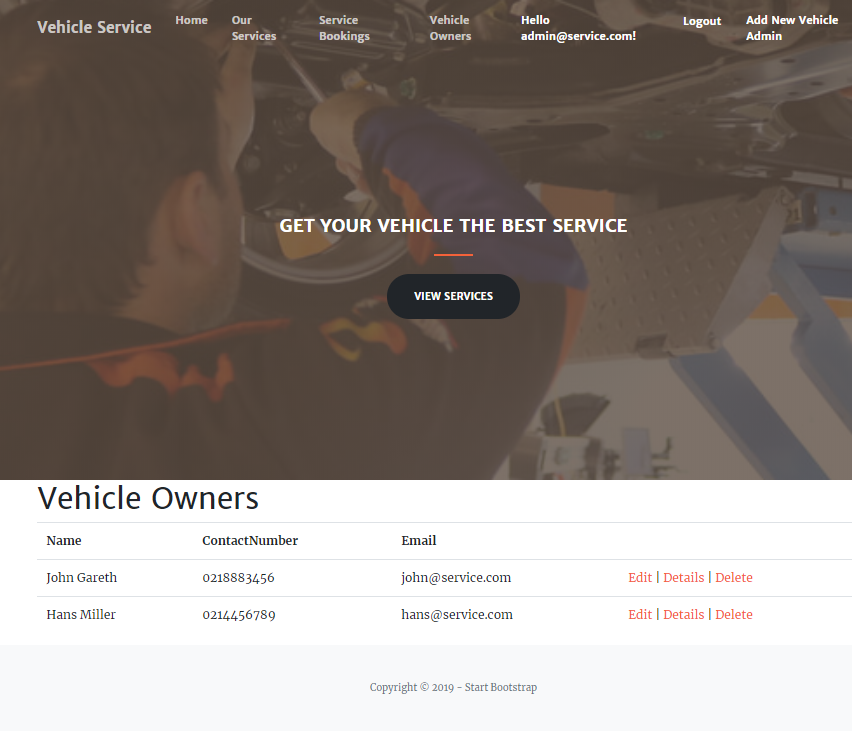 Vehicle Service
Home
Our
Services
Service
Bookings
Vehicle
Owners
Hello
admin@service.com!
Logout
Add New Vehicle
Admin
GET YOUR VEHICLE THE BEST SERVICE
VIEW SERVICES
Vehicle Owners
Name ContactNumber Email
John Gareth 0218883456 john@service.com Edit | Details | Delete
Hans Miller 0214456789 hans@service.com Edit | Details | Delete
Copyright © 2019 - Start Bootstrap